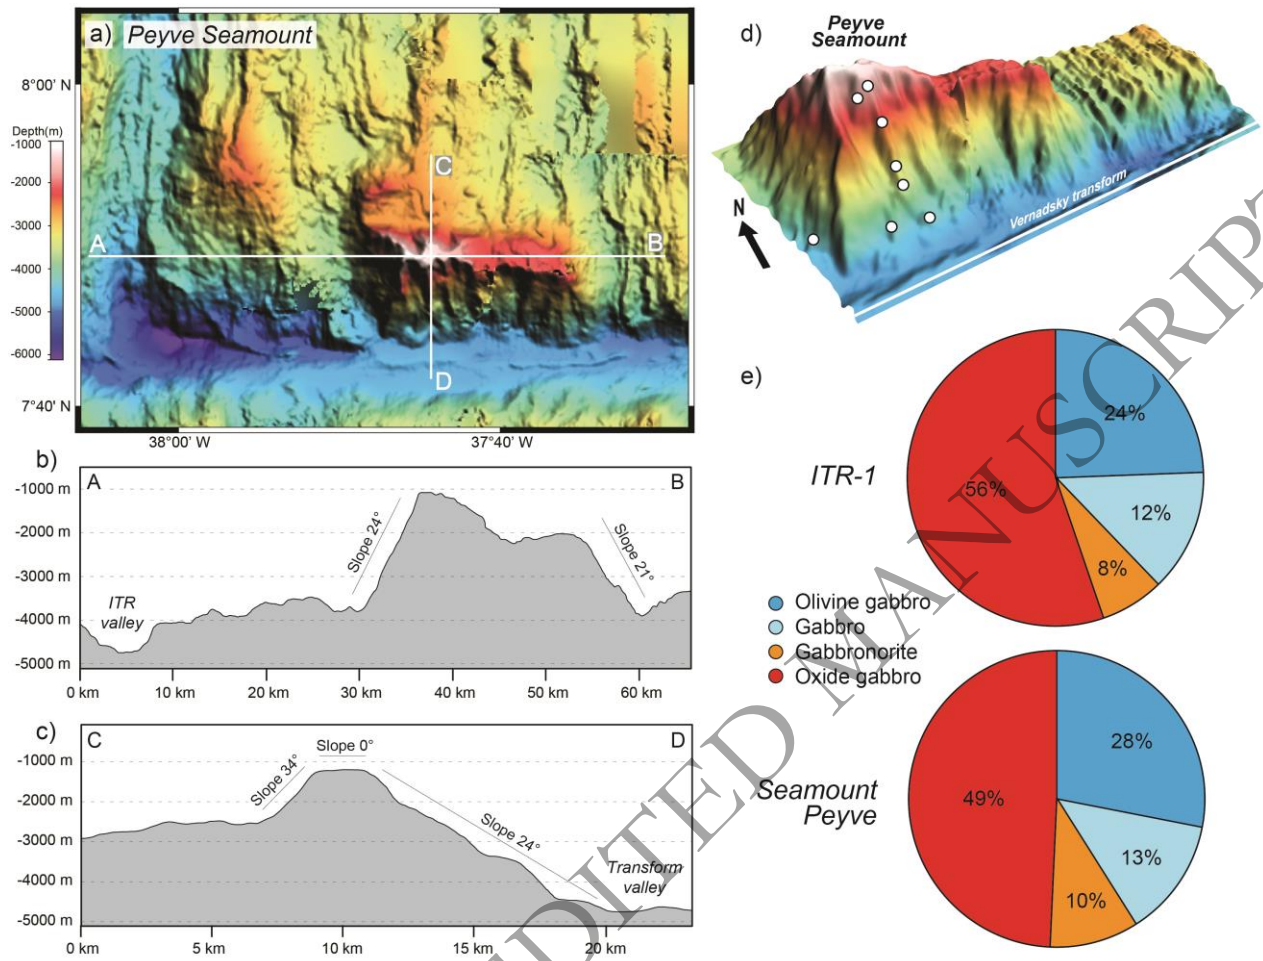 a) Peyve Seamount
8°00' N
Depth(m)
-1000
-2000
-3000
-4000
-5000
-6000
7°40' N
38°00' W
37°40' W
A
B
C
D
b)
A
B
-1000 m
-2000 m
-3000 m
-4000 m
-5000 m
ITR
valley
Slope 24°
Slope 21°
0 km
10 km
20 km
30 km
40 km
50 km
60 km
c)
C
D
-1000 m
-2000 m
-3000 m
-4000 m
-5000 m
Slope 34°
Slope 0°
Slope 24°
Transform
valley
0 km
5 km
10 km
15 km
20 km
d)
Peyve
Seamount
N
Vernadsky transform
e)
ITR-1
24%
12%
8%
56%
Olivine gabbro
Gabbro
Gabbronorite
Oxide gabbro
Seamount
Peyve
28%
13%
10%
49%
EDITED MANUSCRIPT